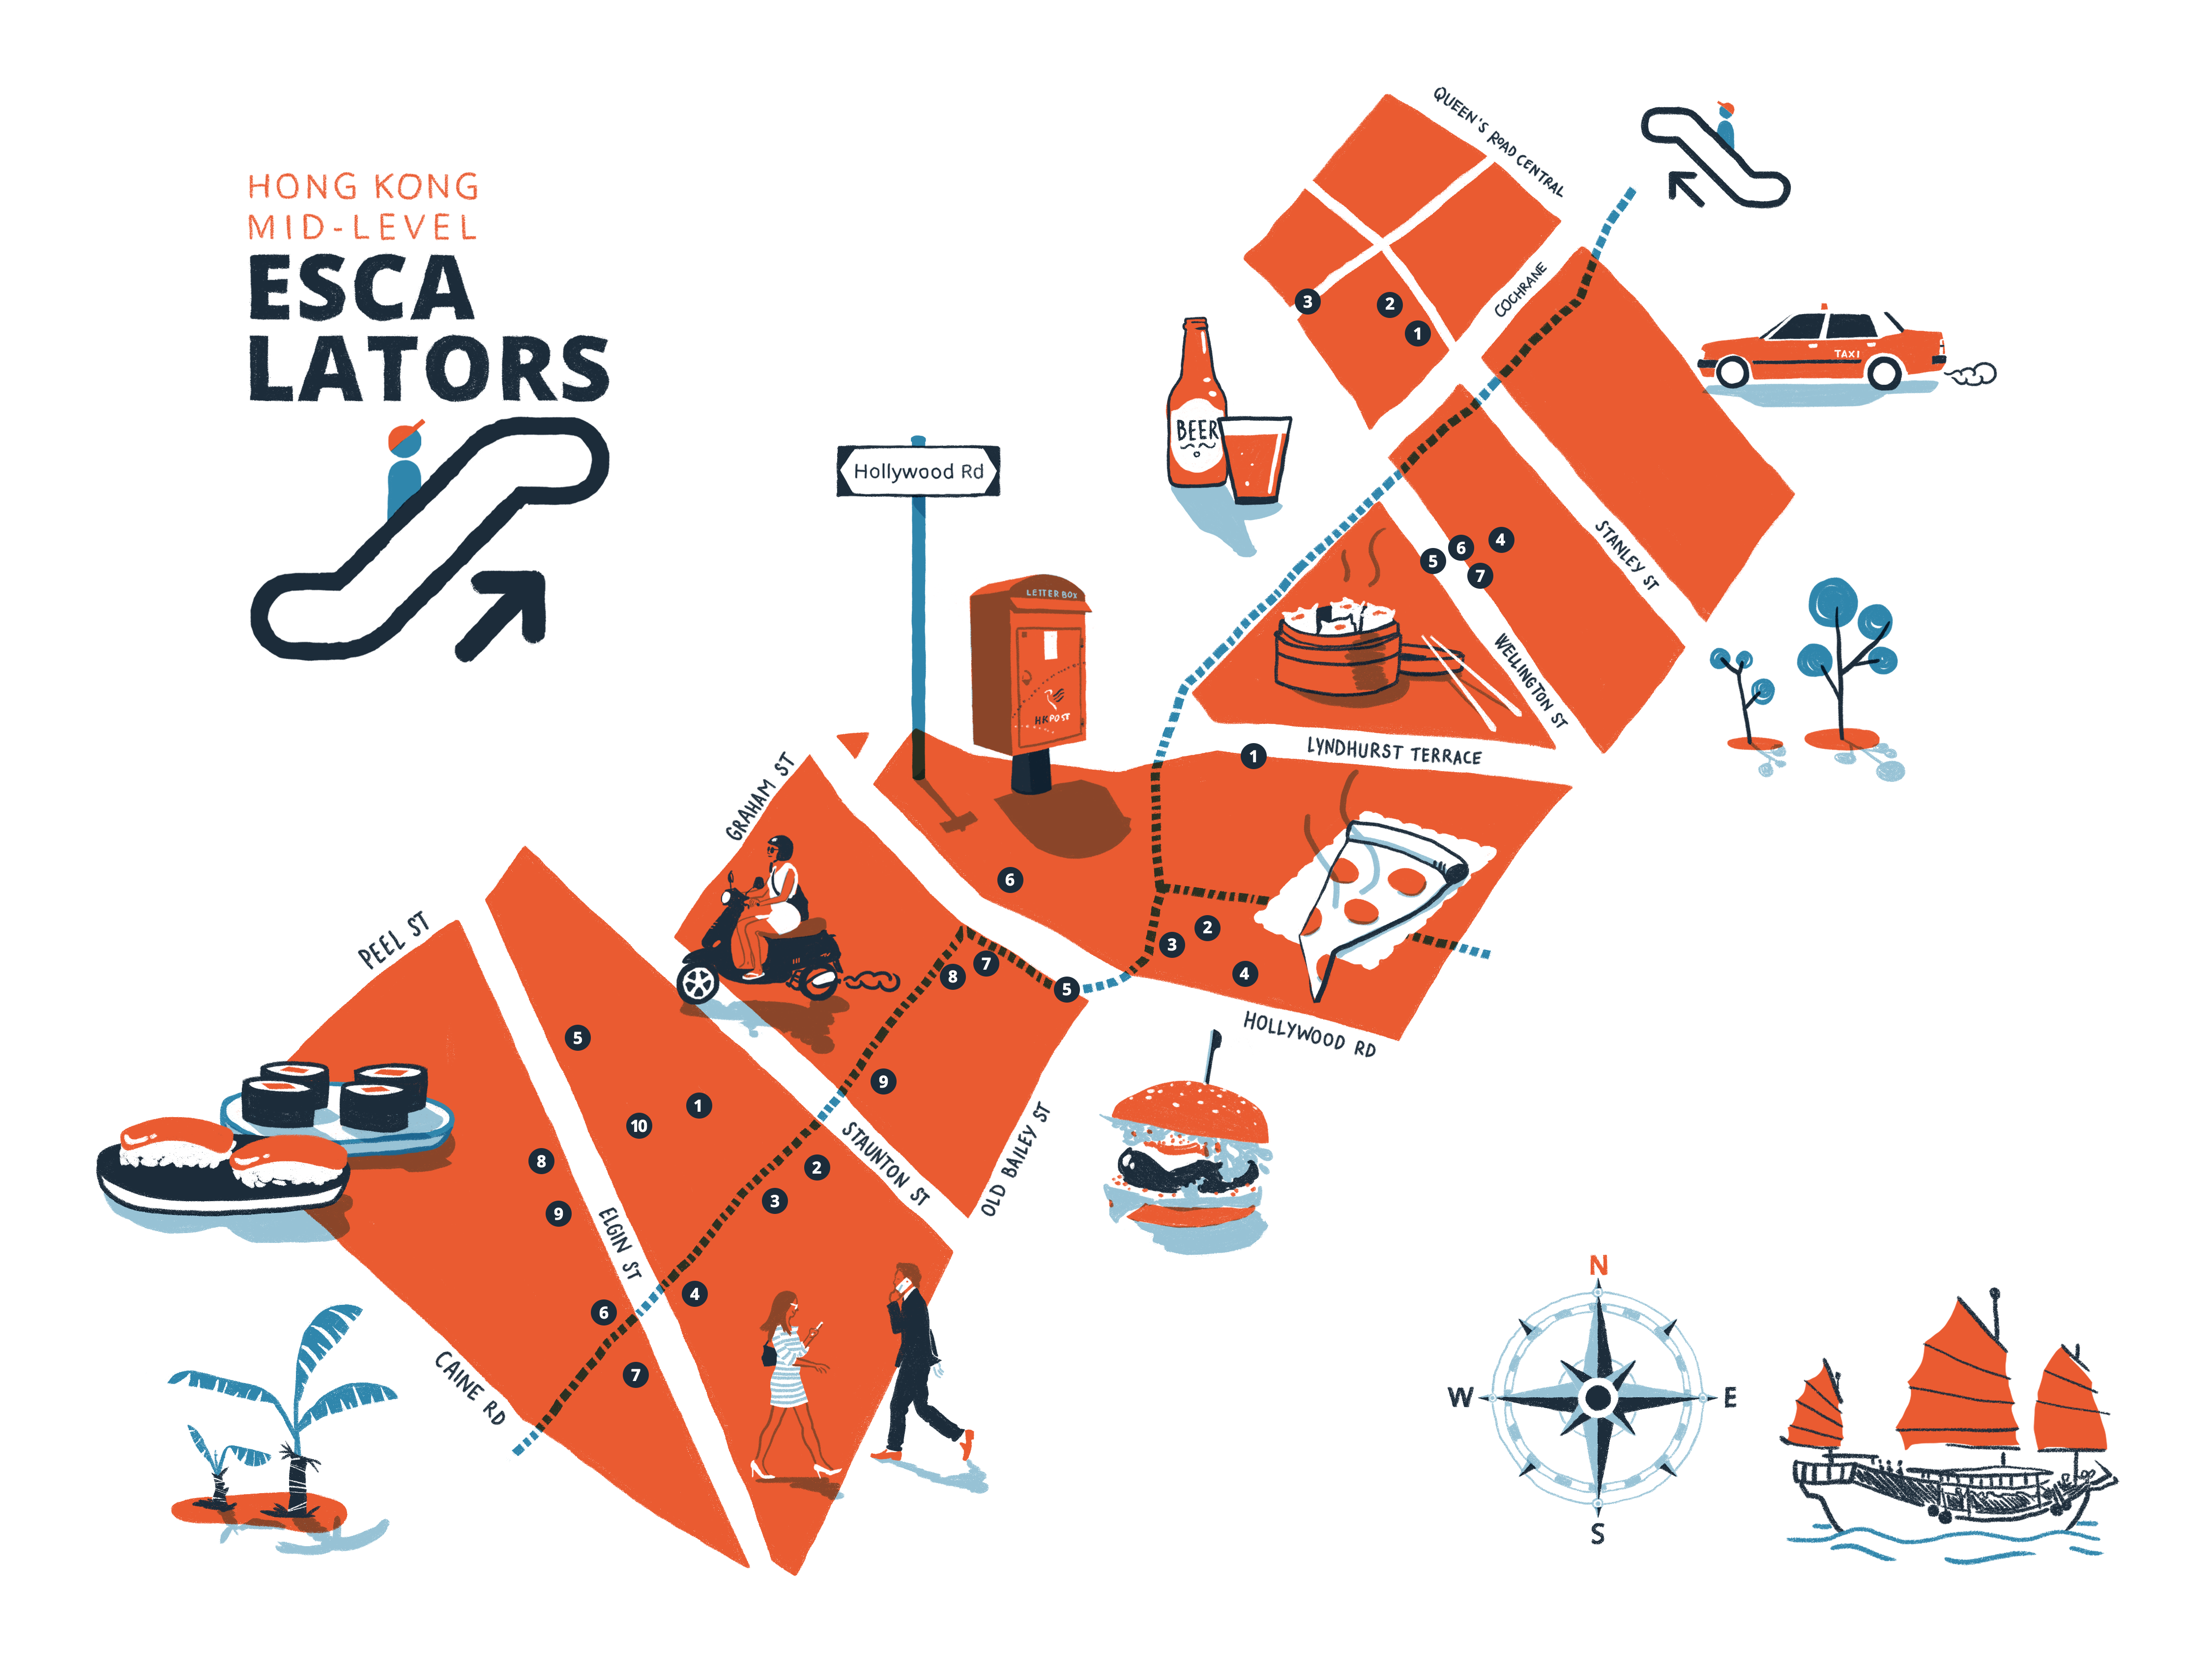 HONG KONG
MID-LEVEL
ESCA
LATORS
QUEEN'S ROAD CENTRAL
COCHRANE
3
2
1
TAXI
BEER
Hollywood Rd
STANLEY ST
5
6
4
7
LETTER BOX
HKPOST
WELLINGTON ST
LYNDHURST TERRACE
1
GRAHAM ST
6
2
3
4
5
7
8
9
HOLLYWOOD RD
PEEL ST
5
1
10
8
9
2
3
STAUNTON ST
OLD BAILEY ST
ELGIN ST
4
6
7
CAINE RD
N
W
E
S